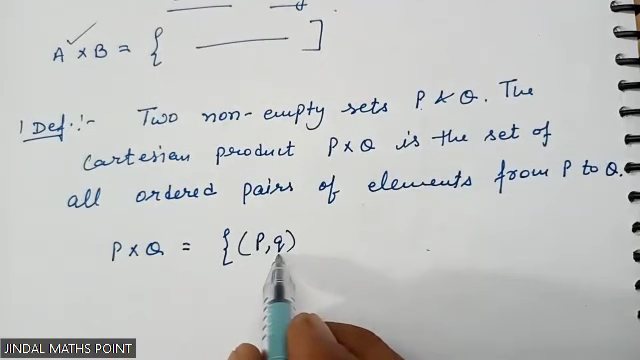 A × B = { ______ ]
Def:- Two non-empty sets P & Q. The
Cartesian product P×Q is the set of
all ordered pairs of elements from P to Q.
P×Q = {(P,q)
JINDAL MATHS POINT